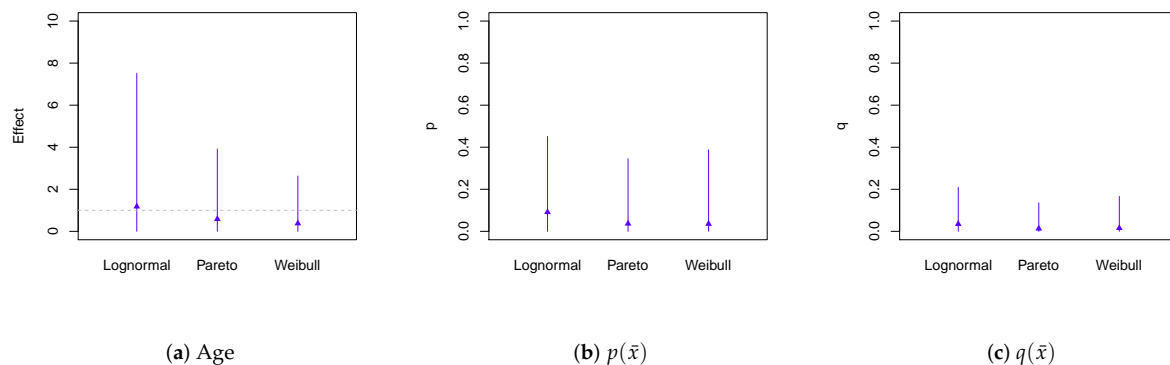 Effect
0 2 4 6 8 10
Lognormal Pareto Weibull
(a) Age
p
0.0 0.2 0.4 0.6 0.8 1.0
Lognormal Pareto Weibull
(b) p(x̄)
q
0.0 0.2 0.4 0.6 0.8 1.0
Lognormal Pareto Weibull
(c) q(x̄)